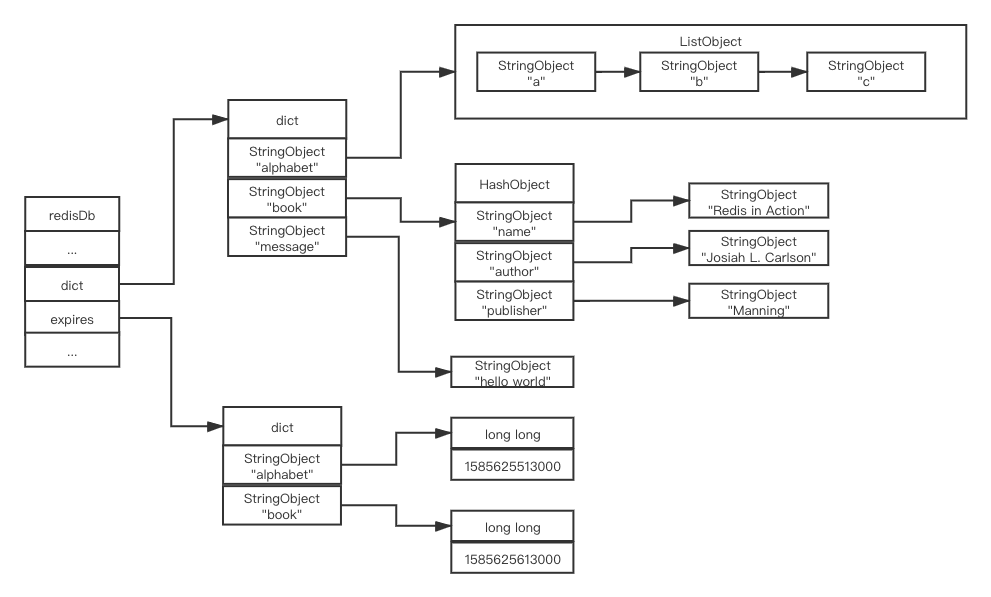 ListObject
StringObject
"a"
StringObject
"b"
StringObject
"c"
dict
StringObject
"alphabet"
StringObject
"book"
StringObject
"message"
HashObject
StringObject
"name"
StringObject
"author"
StringObject
"publisher"
StringObject
"Redis in Action"
StringObject
"Josiah L. Carlson"
StringObject
"Manning"
redisDb
...
dict
expires
...
StringObject
"hello world"
dict
StringObject
"alphabet"
StringObject
"book"
long long
1585625513000
long long
1585625613000